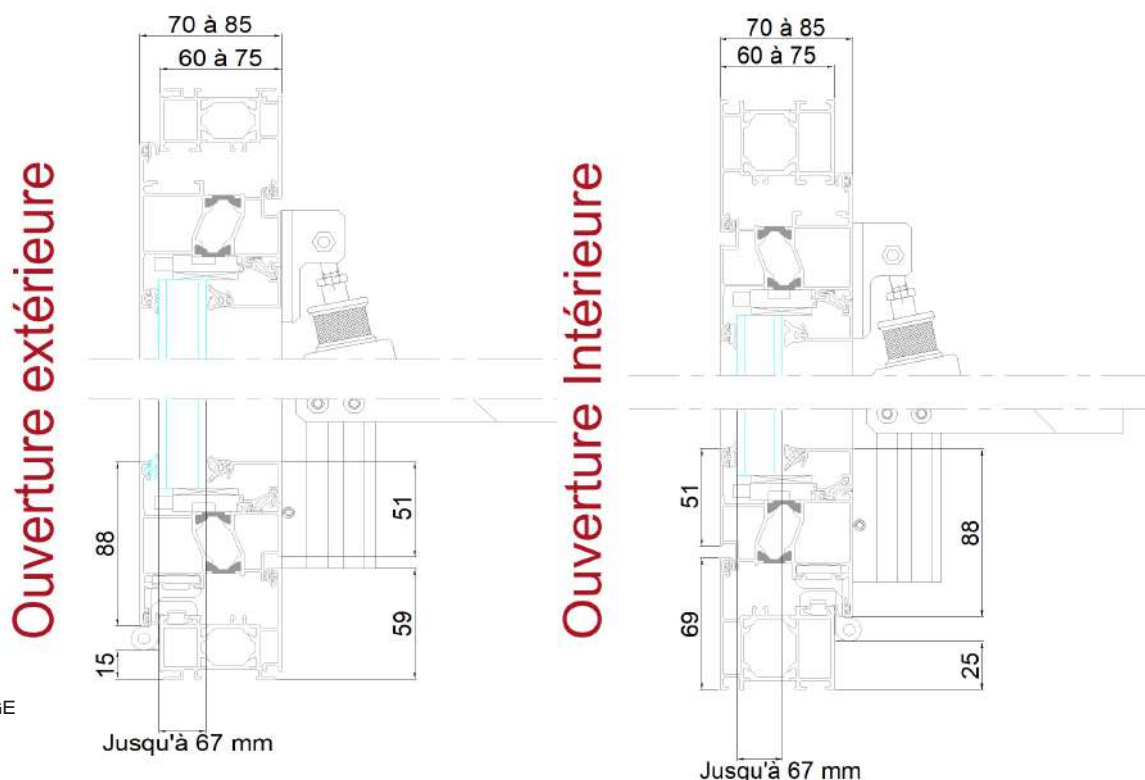 Ouverture extérieure
70 à 85
60 à 75
88
15
51
59
Jusqu'à 67 mm
Ouverture Intérieure
70 à 85
60 à 75
51
69
88
25
Jusqu'à 67 mm